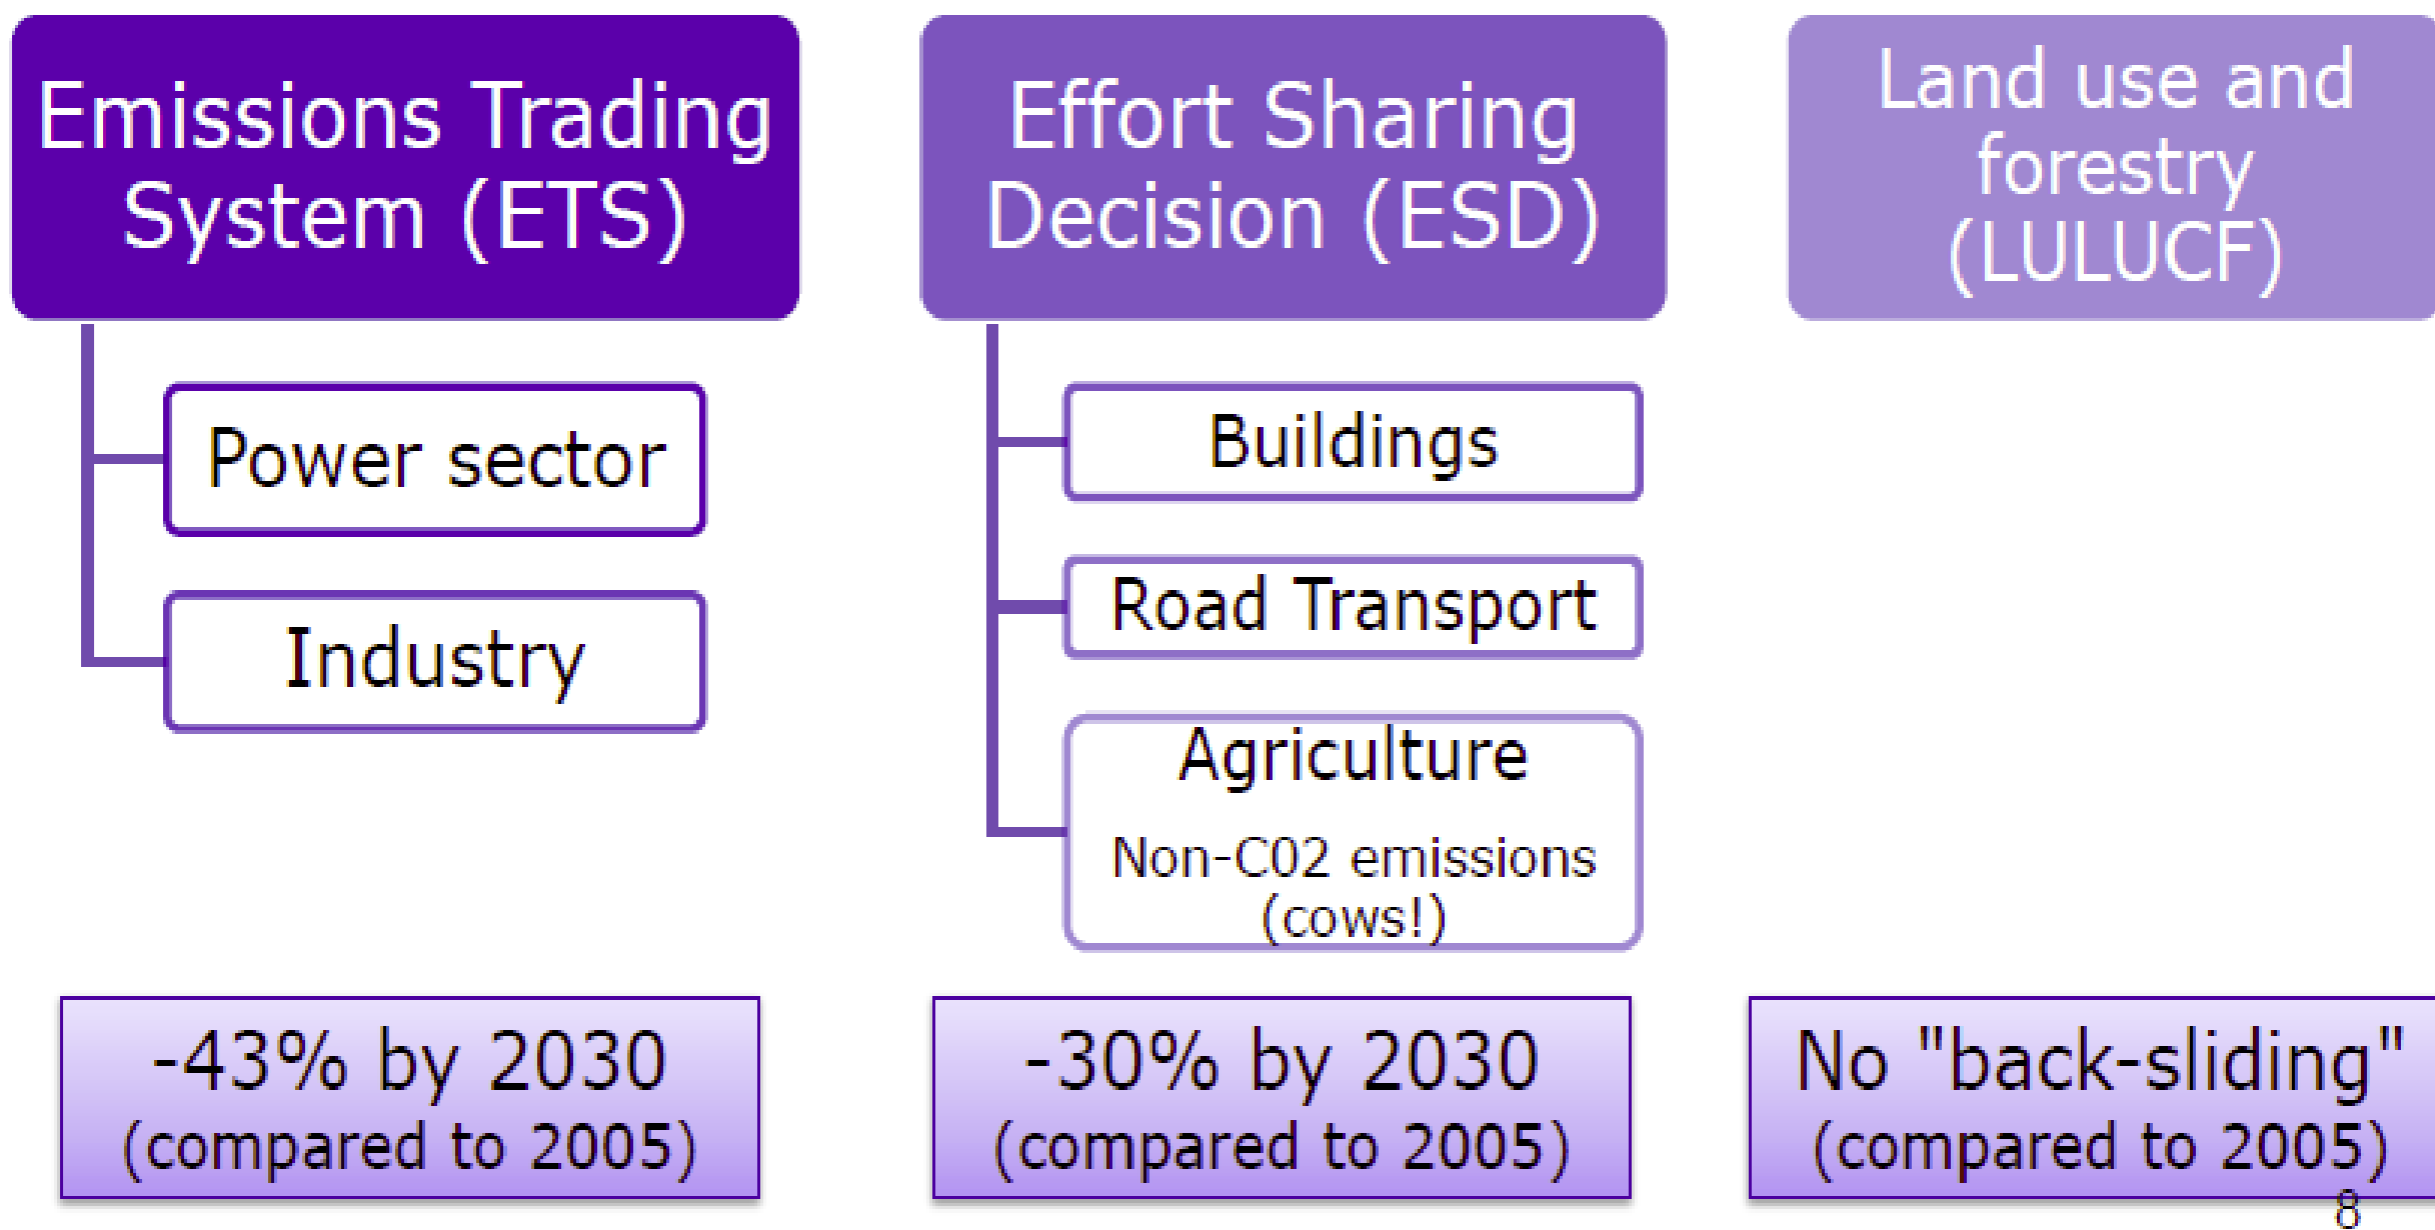 Emissions Trading
System (ETS)
Power sector
Industry
-43% by 2030
(compared to 2005)
Effort Sharing
Decision (ESD)
Buildings
Road Transport
Agriculture
Non-C02 emissions
(cows!)
-30% by 2030
(compared to 2005)
Land use and
forestry
(LULUCF)
No "back-sliding"
(compared to 2005)
8